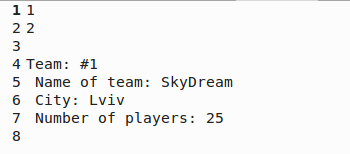 1 1
2 2
3
4 Team: #1
5  Name of team: SkyDream
6  City: Lviv
7  Number of players: 25
8